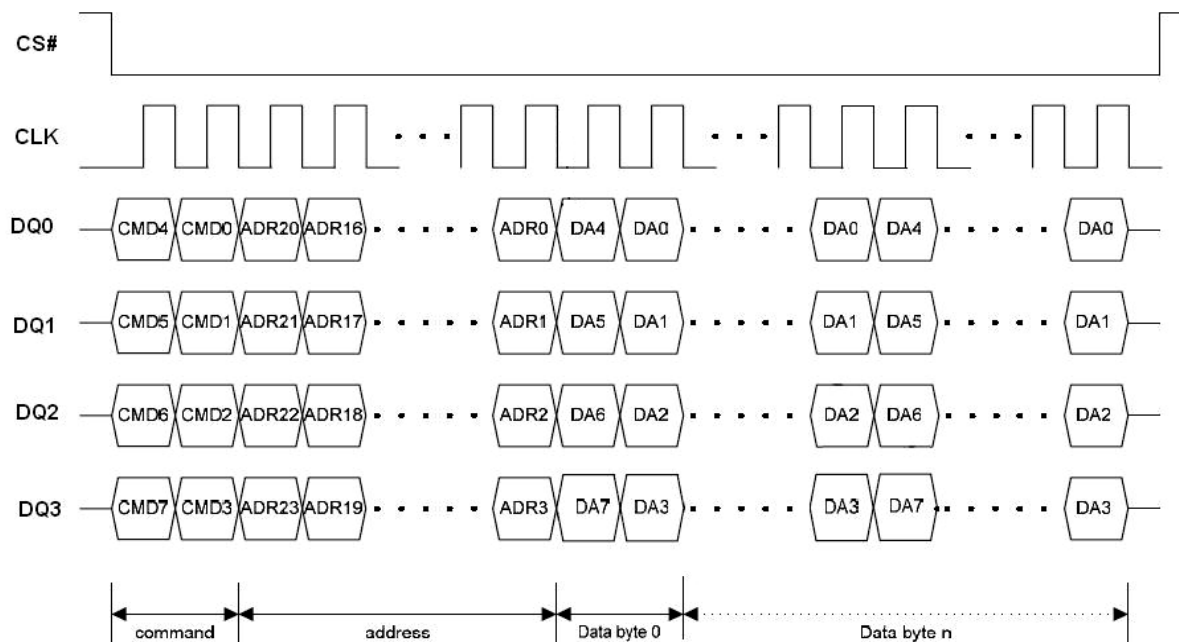 CS#
CLK
DQ0 CMD4 CMD0 ADR20 ADR16 ADR0 DA4 DA0 DA0 DA4 DA0
DQ1 CMD5 CMD1 ADR21 ADR17 ADR1 DA5 DA1 DA1 DA5 DA1
DQ2 CMD6 CMD2 ADR22 ADR18 ADR2 DA6 DA2 DA2 DA6 DA2
DQ3 CMD7 CMD3 ADR23 ADR19 ADR3 DA7 DA3 DA3 DA7 DA3
command address Data byte 0 Data byte n